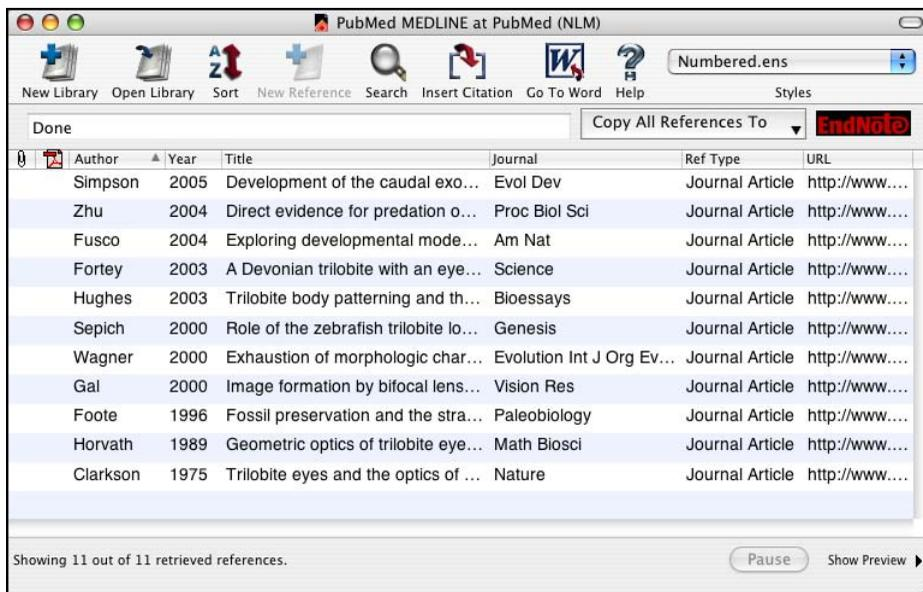 PubMed MEDLINE at PubMed (NLM)
New Library Open Library Sort New Reference Search Insert Citation Go To Word Help Numbered.ens Styles
Done Copy All References To EndNote
Author Year Title Journal Ref Type URL
Simpson 2005 Development of the caudal exo... Evol Dev Journal Article http://www....
Zhu 2004 Direct evidence for predation o... Proc Biol Sci Journal Article http://www....
Fusco 2004 Exploring developmental mode... Am Nat Journal Article http://www....
Fortey 2003 A Devonian trilobite with an eye... Science Journal Article http://www....
Hughes 2003 Trilobite body patterning and th... Bioessays Journal Article http://www....
Sepich 2000 Role of the zebrafish trilobite lo... Genesis Journal Article http://www....
Wagner 2000 Exhaustion of morphologic char... Evolution Int J Org Ev... Journal Article http://www....
Gal 2000 Image formation by bifocal lens... Vision Res Journal Article http://www....
Foote 1996 Fossil preservation and the stra... Paleobiology Journal Article http://www....
Horvath 1989 Geometric optics of trilobite eye... Math Biosci Journal Article http://www....
Clarkson 1975 Trilobite eyes and the optics of ... Nature Journal Article http://www....
Showing 11 out of 11 retrieved references. Pause Show Preview